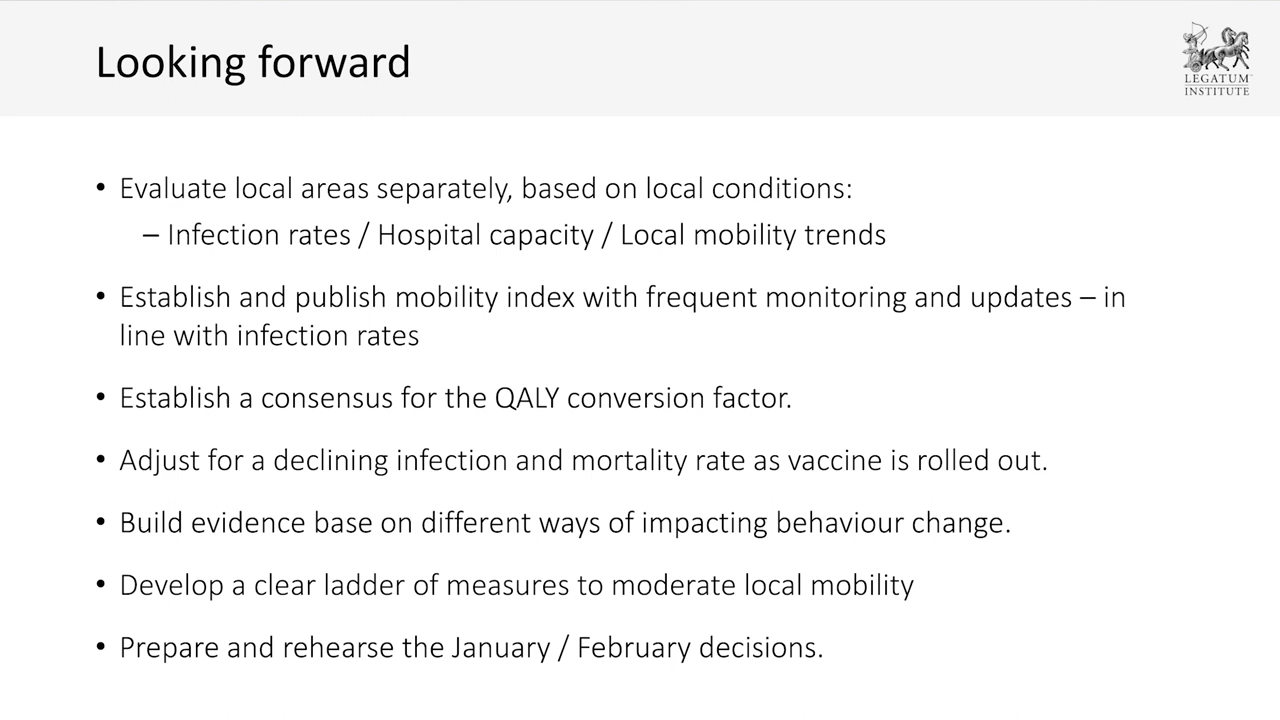 Looking forward
LEGATUM
INSTITUTE
• Evaluate local areas separately, based on local conditions:
– Infection rates / Hospital capacity / Local mobility trends
• Establish and publish mobility index with frequent monitoring and updates – in
line with infection rates
• Establish a consensus for the QALY conversion factor.
• Adjust for a declining infection and mortality rate as vaccine is rolled out.
• Build evidence base on different ways of impacting behaviour change.
• Develop a clear ladder of measures to moderate local mobility
• Prepare and rehearse the January / February decisions.